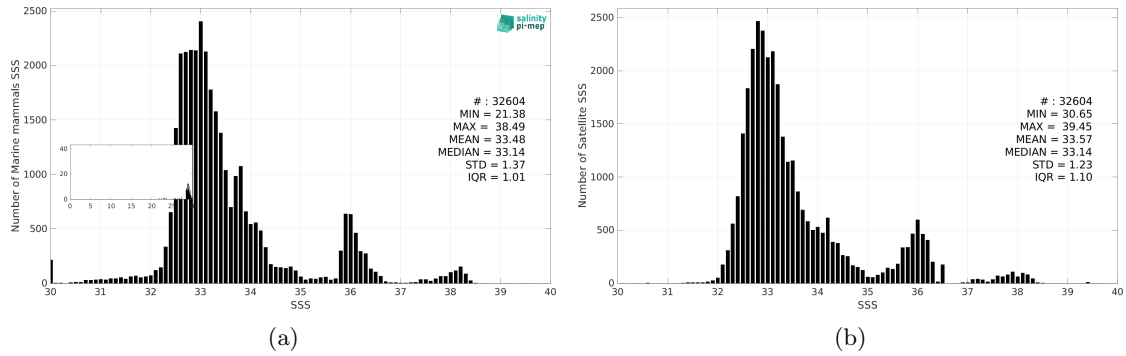 salinity
pi-mep
Number of Marine mammals SSS
2500
2000
1500
1000
500
0
# : 32604
MIN = 21.38
MAX = 38.49
MEAN = 33.48
MEDIAN = 33.14
STD = 1.37
IQR = 1.01
40
20
0
0 5 10 15 20 25
30 31 32 33 34 35 36 37 38 39 40
SSS
(a)
Number of Satellite SSS
2500
2000
1500
1000
500
0
# : 32604
MIN = 30.65
MAX = 39.45
MEAN = 33.57
MEDIAN = 33.14
STD = 1.23
IQR = 1.10
30 31 32 33 34 35 36 37 38 39 40
SSS
(b)